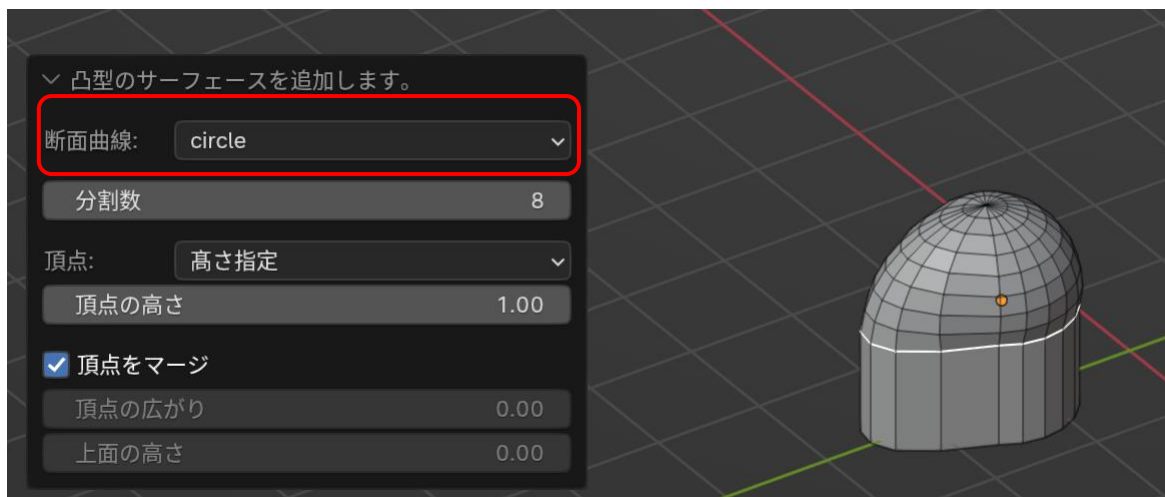 凸型のサーフェースを追加します。
断面曲線: circle
分割数 8
頂点: 髙さ指定
頂点の高さ 1.00
頂点をマージ
頂点の広がり 0.00
上面の高さ 0.00